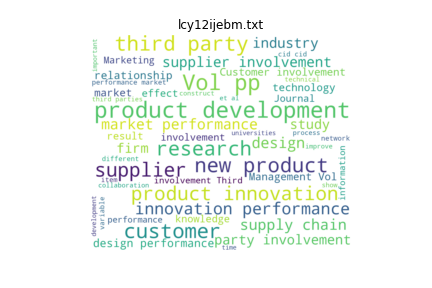 lcy12ijebm.txt
third party
industry
important
Marketing
supplier involvement
cid cid
relationship
Vol pp
Customer involvement
technical
performance market
technology
market
effect
construct
third parties
et al
Journal
product development
market performance
study
result
involvement
universities
process
network
firm
research
design
improve
different
supplier
new product
information
item
involvement Third
Management Vol
collaboration
show
product innovation
development
variable
innovation performance
performance
knowledge
supply chain
customer
design performance
party involvement
time